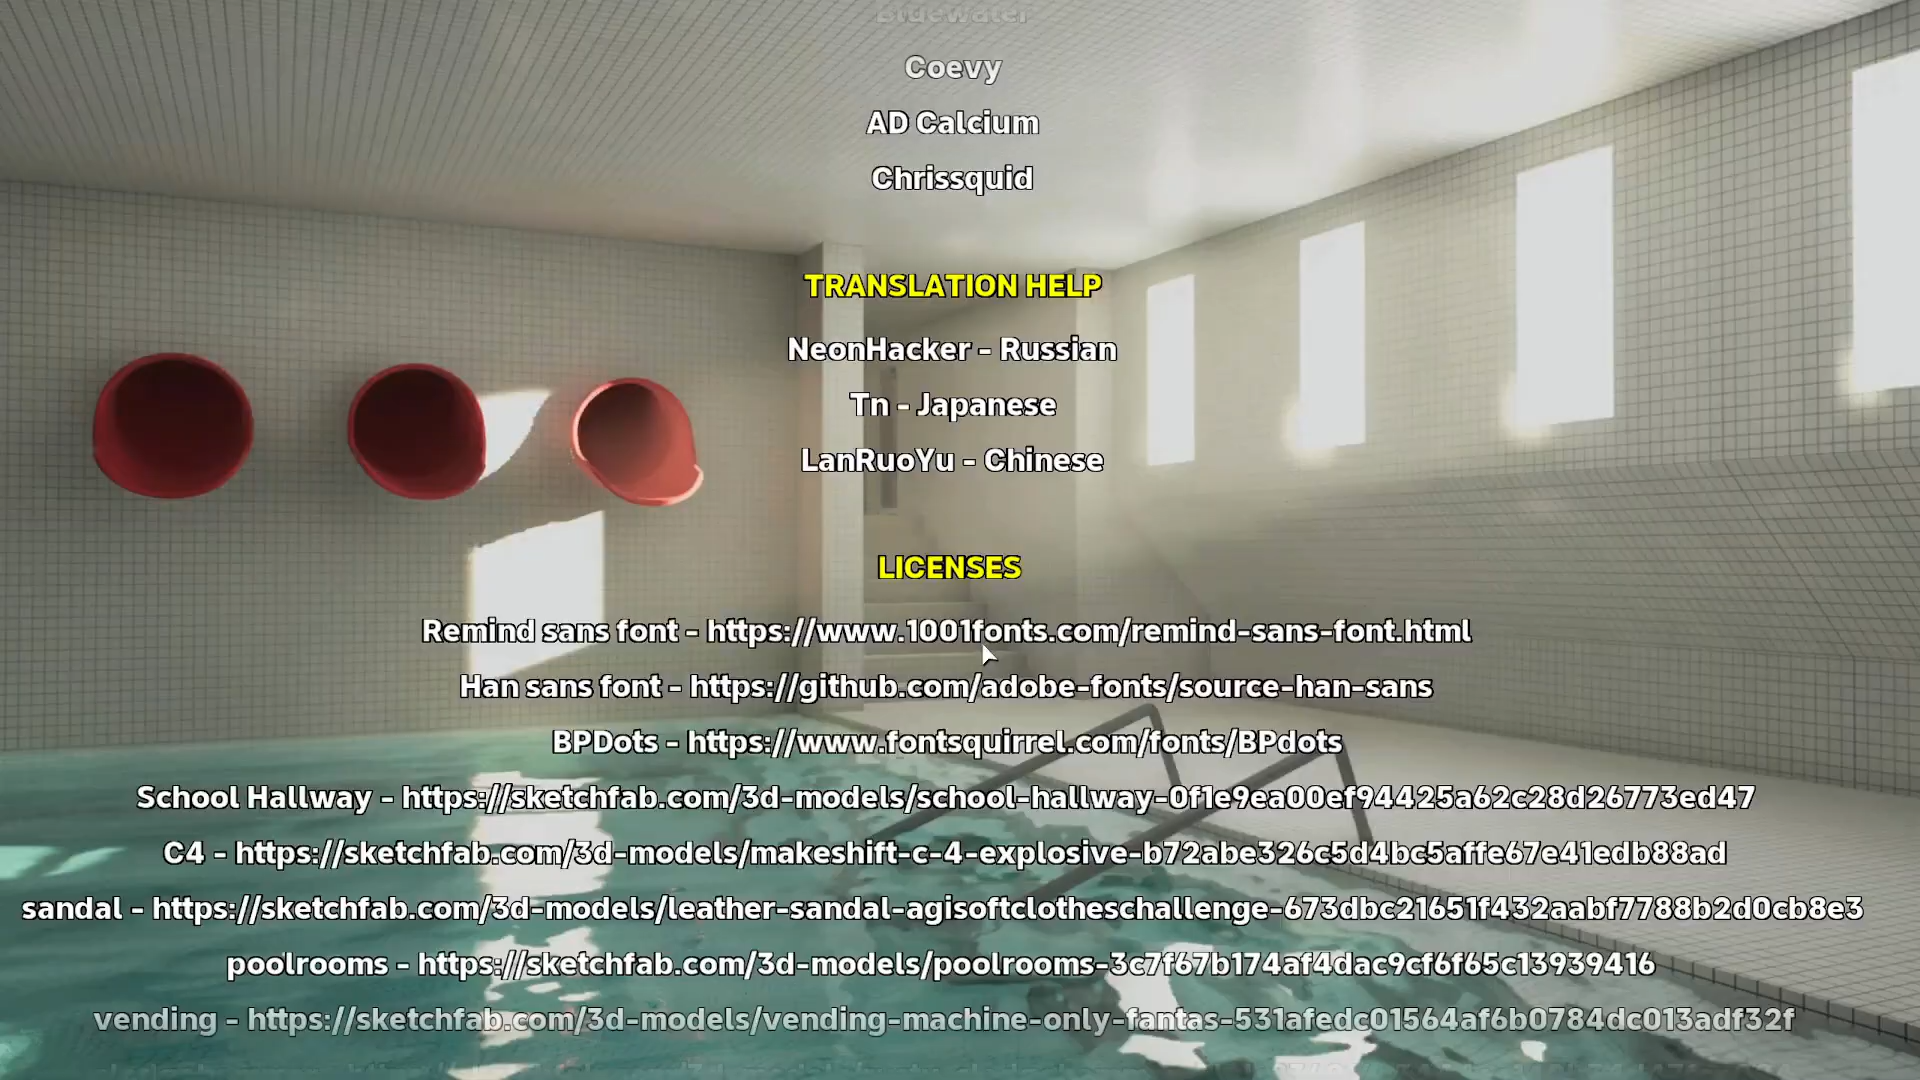 Bluewater
Coevy
AD Calcium
Chrissquid
TRANSLATION HELP
NeonHacker - Russian
Tn - Japanese
LanRuoYu - Chinese
LICENSES
Remind sans font - https://www.1001fonts.com/remind-sans-font.html
Han sans font - https://github.com/adobe-fonts/source-han-sans
BPDots - https://www.fontsquirrel.com/fonts/BPdots
School Hallway - https://sketchfab.com/3d-models/school-hallway-0f1e9ea00ef94425a62c28d26773ed47
C4 - https://sketchfab.com/3d-models/makeshift-c-4-explosive-b72abe326c5d4bc5affe67e41edb88ad
sandal - https://sketchfab.com/3d-models/leather-sandal-agisoftclotheschallenge-673dbc21651f432aabf7788b2d0cb8e3
poolrooms - https://sketchfab.com/3d-models/poolrooms-3c7f67b174af4dac9cf6f65c13939416
vending - https://sketchfab.com/3d-models/vending-machine-only-fantas-531afedc01564af6b0784dc013adf32f